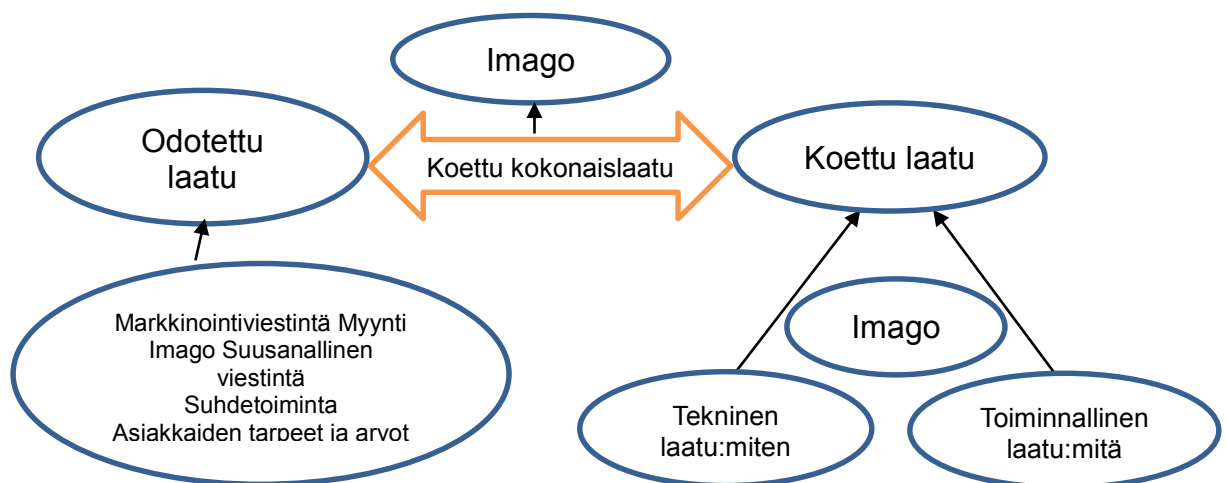 Imago
Odotettu
laatu
Koettu kokonaislaatu
Koettu laatu
Markkinointiviestintä Myynti
Imago Suusanallinen
viestintä
Suhdetoiminta
Asiakkaiden tarpeet ja arvot
Imago
Tekninen
laatu:miten
Toiminnallinen
laatu:mitä